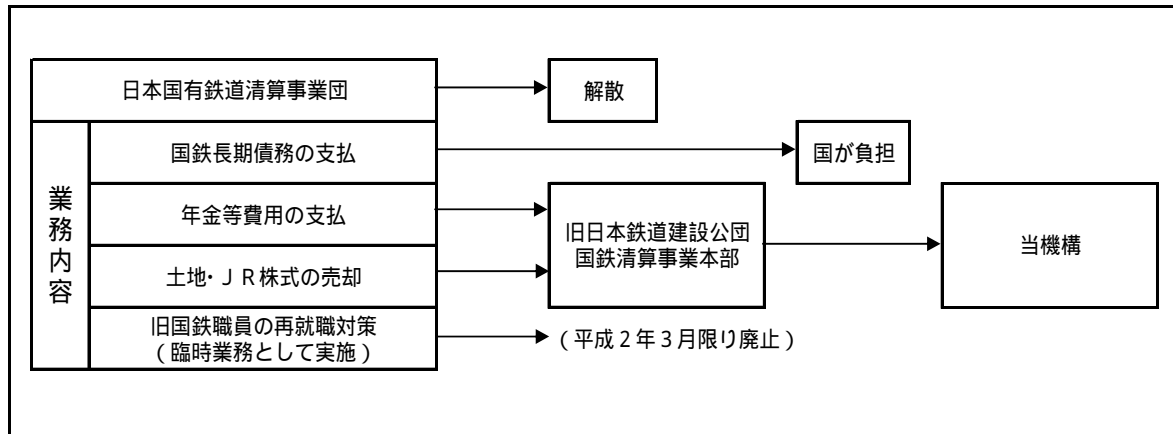 日本国有鉄道清算事業団
解散
業務内容
国鉄長期債務の支払
国が負担
年金等費用の支払
旧日本鉄道建設公団
国鉄清算事業本部
当機構
土地・ＪＲ株式の売却
旧国鉄職員の再就職対策
（臨時業務として実施）
（平成２年３月限り廃止）